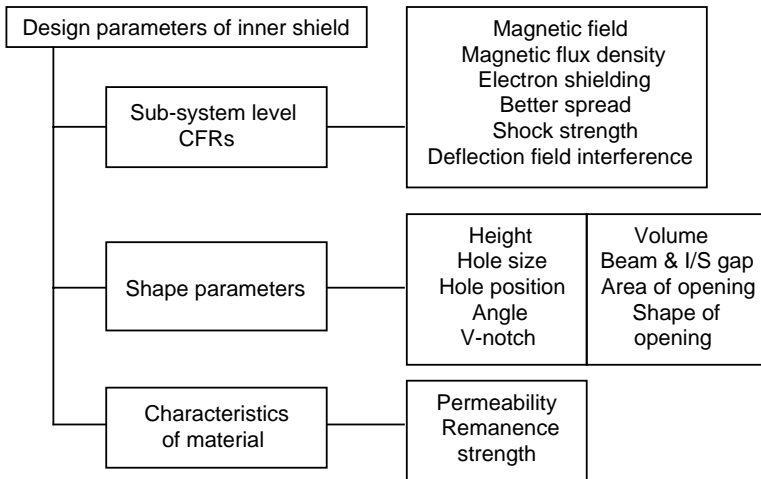 Design parameters of inner shield
Sub-system level
CFRs
Magnetic field
Magnetic flux density
Electron shielding
Better spread
Shock strength
Deflection field interference
Shape parameters
Height
Hole size
Hole position
Angle
V-notch
Volume
Beam & I/S gap
Area of opening
Shape of
opening
Characteristics
of material
Permeability
Remanence
strength